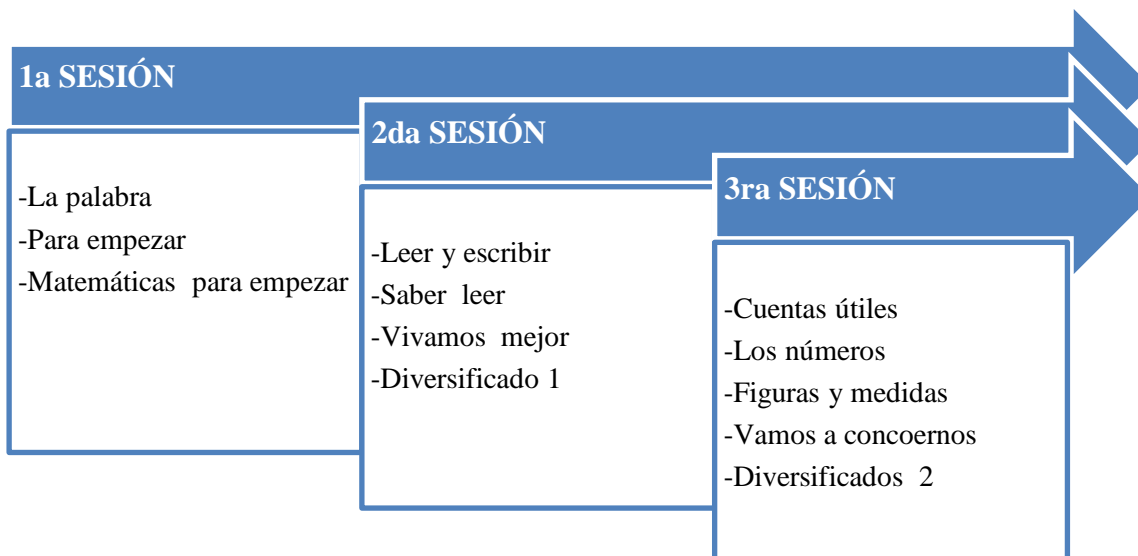 1a SESIÓN
-La palabra
-Para empezar
-Matemáticas para empezar
2da SESIÓN
-Leer y escribir
-Saber leer
-Vivamos mejor
-Diversificado 1
3ra SESIÓN
-Cuentas útiles
-Los números
-Figuras y medidas
-Vamos a concoernos
-Diversificados 2